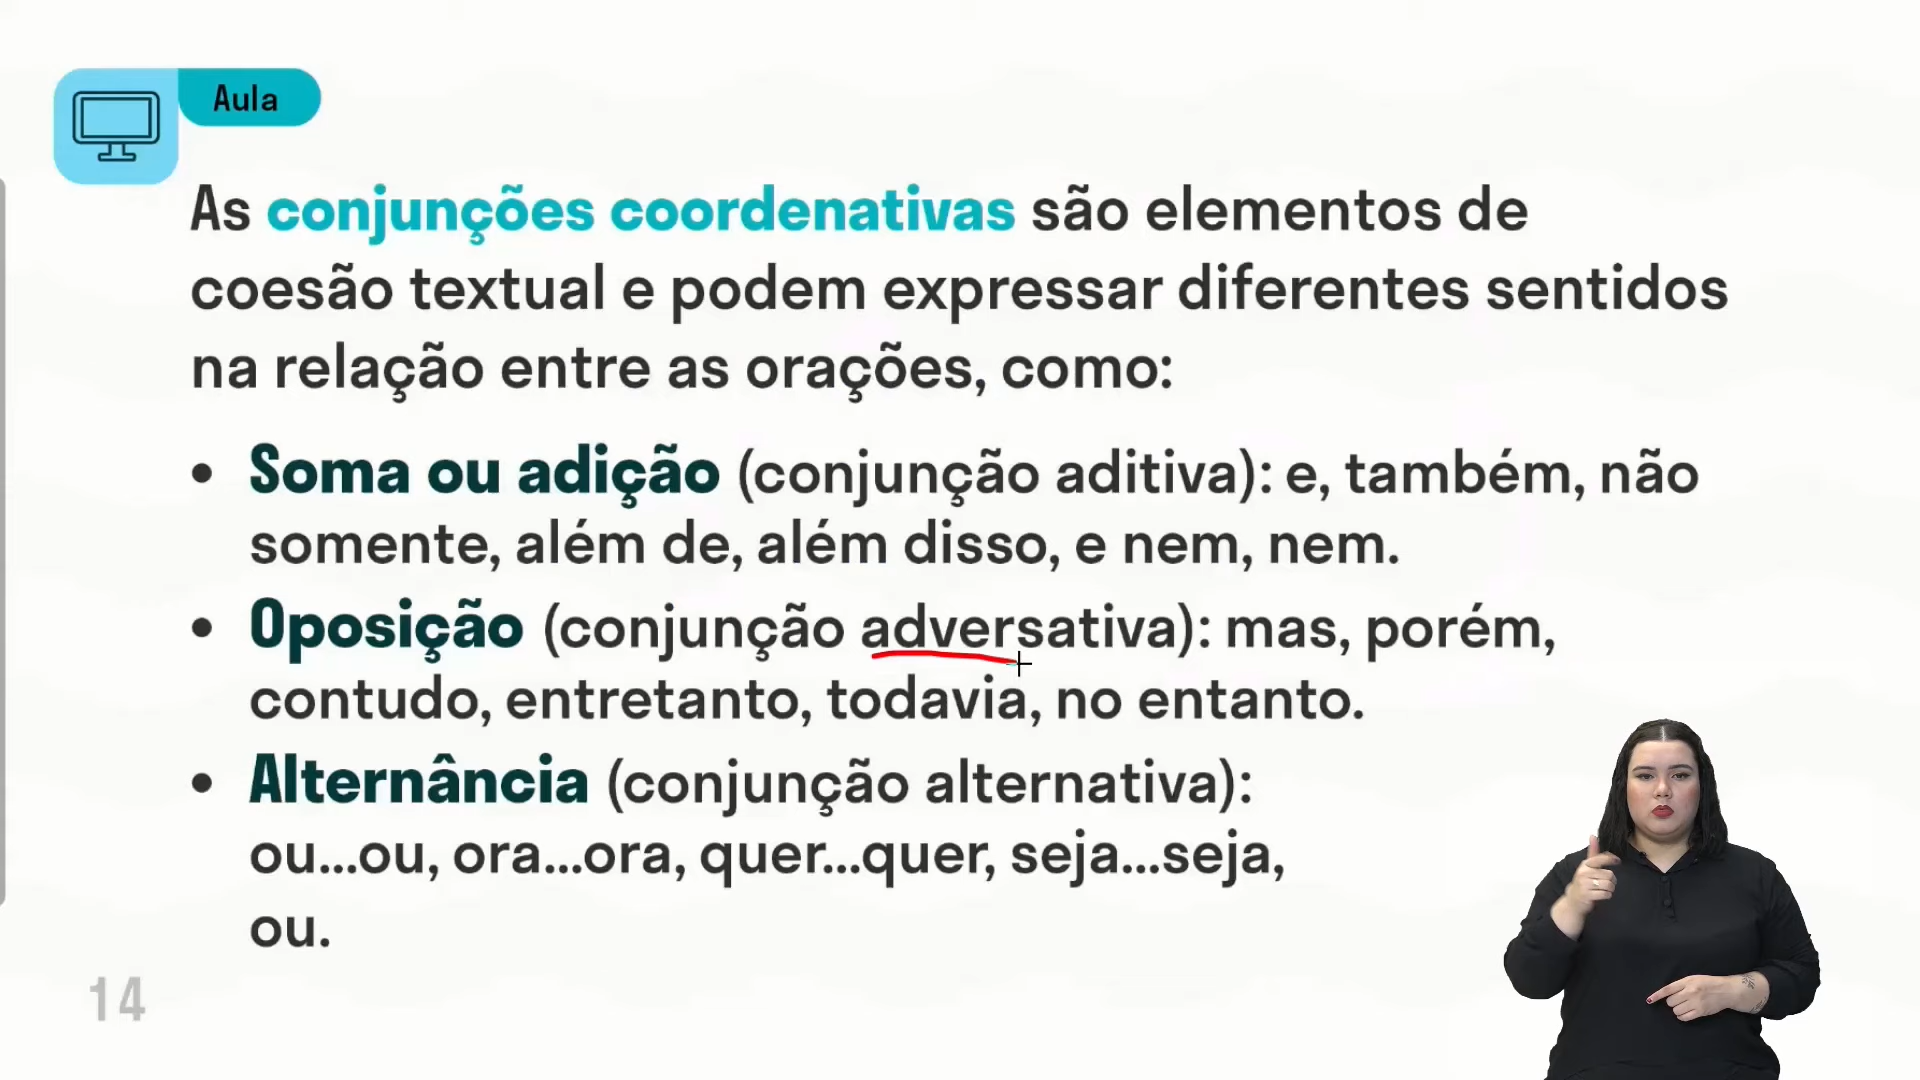 Aula
As conjunções coordenativas são elementos de
coesão textual e podem expressar diferentes sentidos
na relação entre as orações, como:
• Soma ou adição (conjunção aditiva): e, também, não
somente, além de, além disso, e nem, nem.
• Oposição (conjunção adversativa): mas, porém,
contudo, entretanto, todavia, no entanto.
• Alternância (conjunção alternativa):
ou...ou, ora...ora, quer...quer, seja...seja,
ou.
14